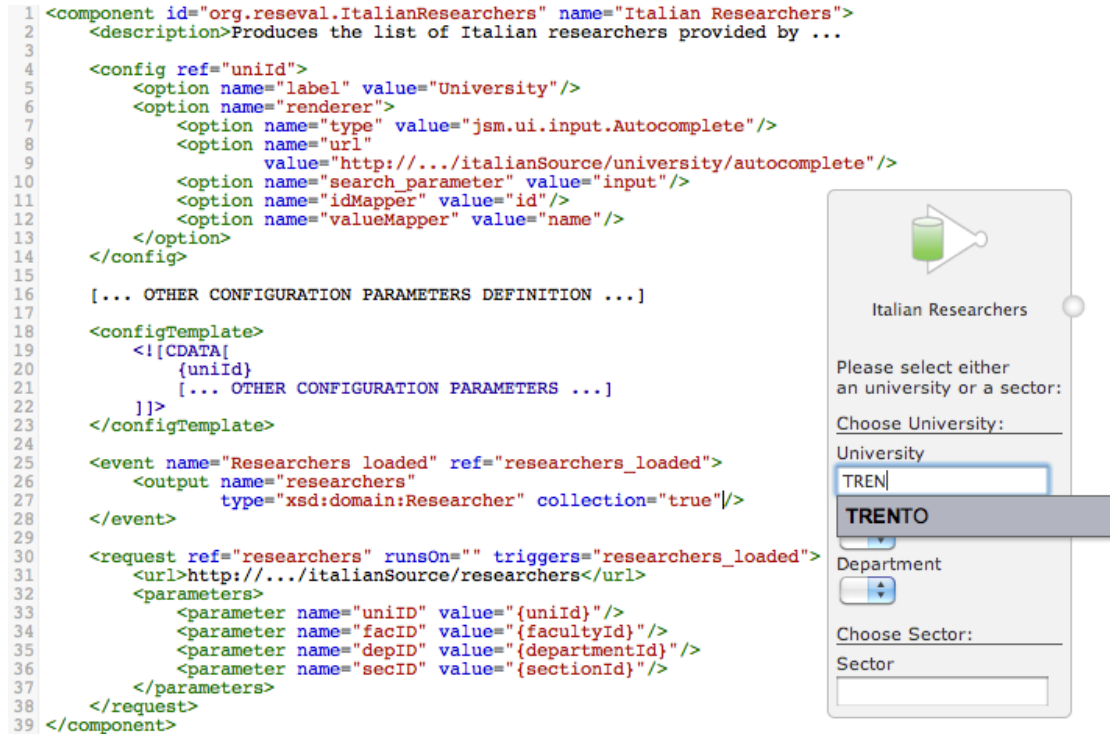 1 <component id="org.reseval.ItalianResearchers" name="Italian Researchers">
2 <description>Produces the list of Italian researchers provided by ...
3
4 <config ref="uniId">
5 <option name="label" value="University"/>
6 <option name="renderer">
7 <option name="type" value="jsm.ui.input.Autocomplete"/>
8 <option name="url"
9 value="http://.../italianSource/university/autocomplete"/>
10 <option name="search_parameter" value="input"/>
11 <option name="idMapper" value="id"/>
12 <option name="valueMapper" value="name"/>
13 </option>
14 </config>
15
16 [... OTHER CONFIGURATION PARAMETERS DEFINITION ...]
17
18 <configTemplate>
19 <![CDATA[
20 {uniId}
21 [... OTHER CONFIGURATION PARAMETERS ...]
22 ]]>
23 </configTemplate>
24
25 <event name="Researchers loaded" ref="researchers_loaded">
26 <output name="researchers"
27 type="xsd:domain:Researcher" collection="true"/>
28 </event>
29
30 <request ref="researchers" runsOn="" triggers="researchers_loaded">
31 <url>http://.../italianSource/researchers</url>
32 <parameters>
33 <parameter name="uniID" value="{uniId}"/>
34 <parameter name="facID" value="{facultyId}"/>
35 <parameter name="depID" value="{departmentId}"/>
36 <parameter name="secID" value="{sectionId}"/>
37 </parameters>
38 </request>
39 </component>
Italian Researchers
Please select either
an university or a sector:
Choose University:
University
TREN
TRENTO
Department
Choose Sector:
Sector